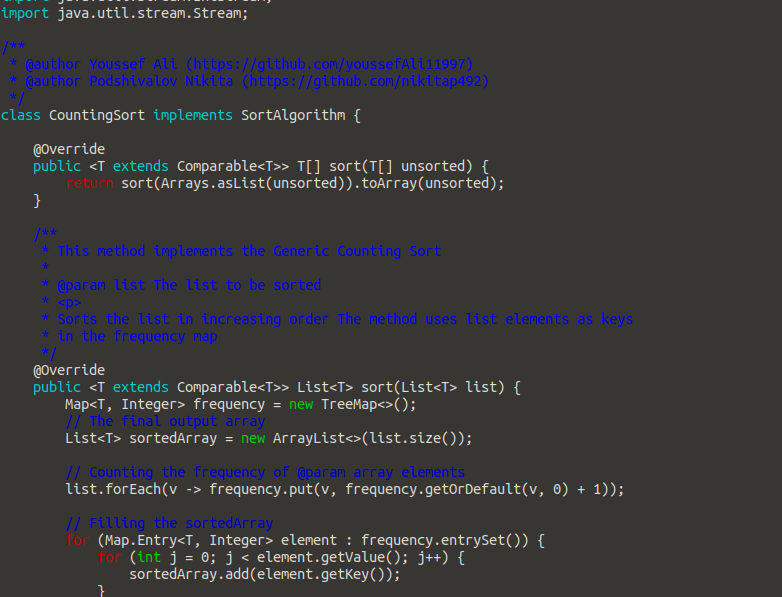 import java.util.stream.IntStream;
import java.util.stream.Stream;
/**
 * @author Youssef Ali (https://github.com/youssefAli11997)
 * @author Podshivalov Nikita (https://github.com/nikitap492)
 */
class CountingSort implements SortAlgorithm {
    @Override
    public <T extends Comparable<T>> T[] sort(T[] unsorted) {
        return sort(Arrays.asList(unsorted)).toArray(unsorted);
    }
    /**
     * This method implements the Generic Counting Sort
     *
     * @param list The list to be sorted
     * <p>
     * Sorts the list in increasing order The method uses list elements as keys
     * in the frequency map
     */
    @Override
    public <T extends Comparable<T>> List<T> sort(List<T> list) {
        Map<T, Integer> frequency = new TreeMap<>();
        // The final output array
        List<T> sortedArray = new ArrayList<>(list.size());
        // Counting the frequency of @param array elements
        list.forEach(v -> frequency.put(v, frequency.getOrDefault(v, 0) + 1));
        // Filling the sortedArray
        for (Map.Entry<T, Integer> element : frequency.entrySet()) {
            for (int j = 0; j < element.getValue(); j++) {
                sortedArray.add(element.getKey());
            }